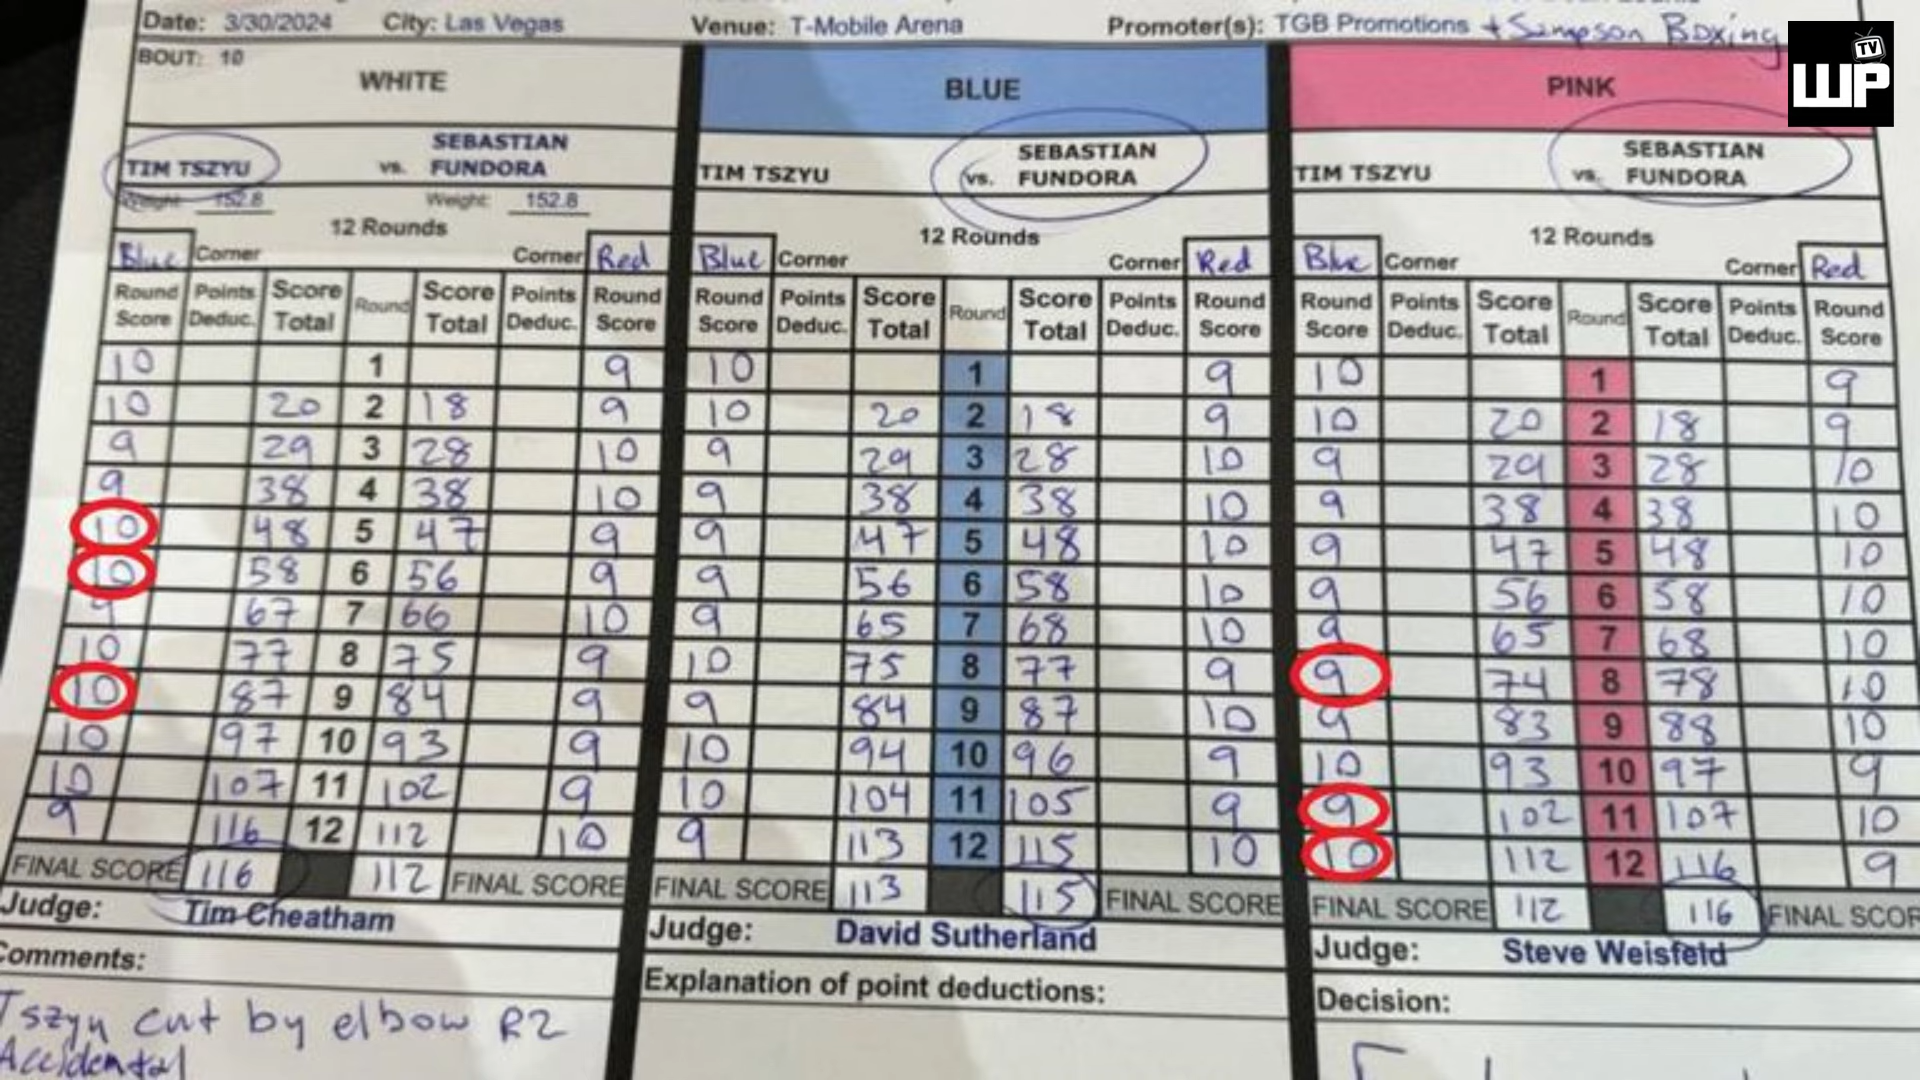 Date: 3/30/2024 City: Las Vegas Venue: T-Mobile Arena Promoter(s): TGB Promotions + Sampson Boxing
WP TV
BOUT: 10
WHITE BLUE PINK
TIM TSZYU vs. SEBASTIAN FUNDORA TIM TSZYU vs. SEBASTIAN FUNDORA TIM TSZYU vs. SEBASTIAN FUNDORA
Weight: 152.8 Weight: 152.8
12 Rounds 12 Rounds 12 Rounds
Blue Corner Corner Red Blue Corner Corner Red Blue Corner Corner Red
Round Score Points Deduc. Score Total Round Score Total Points Deduc. Round Score Round Score Points Deduc. Score Total Round Score Total Points Deduc. Round Score Round Score Points Deduc. Score Total Round Score Total Points Deduc. Round Score
10 1 9 10 1 9 10 1 9
10 20 2 18 9 10 20 2 18 9 10 20 2 18 9
9 29 3 28 10 9 29 3 28 10 9 29 3 28 10
9 38 4 38 10 9 38 4 38 10 9 38 4 38 10
10 48 5 47 9 9 47 5 48 10 9 47 5 48 10
10 58 6 56 9 9 56 6 58 10 9 56 6 58 10
9 67 7 66 10 9 65 7 68 10 9 65 7 68 10
10 77 8 75 9 10 75 8 77 9 9 74 8 78 10
10 87 9 84 9 9 84 9 87 10 9 83 9 88 10
10 97 10 93 9 10 94 10 96 9 10 93 10 97 9
10 107 11 102 9 10 104 11 105 9 9 102 11 107 10
9 116 12 112 10 9 113 12 115 10 10 112 12 116 9
FINAL SCORE 116 112 FINAL SCORE FINAL SCORE 113 115 FINAL SCORE FINAL SCORE 112 116 FINAL SCOR
Judge: Tim Cheatham Judge: David Sutherland Judge: Steve Weisfeld
Comments: Explanation of point deductions: Decision:
Tszyu cut by elbow R2
Accidental